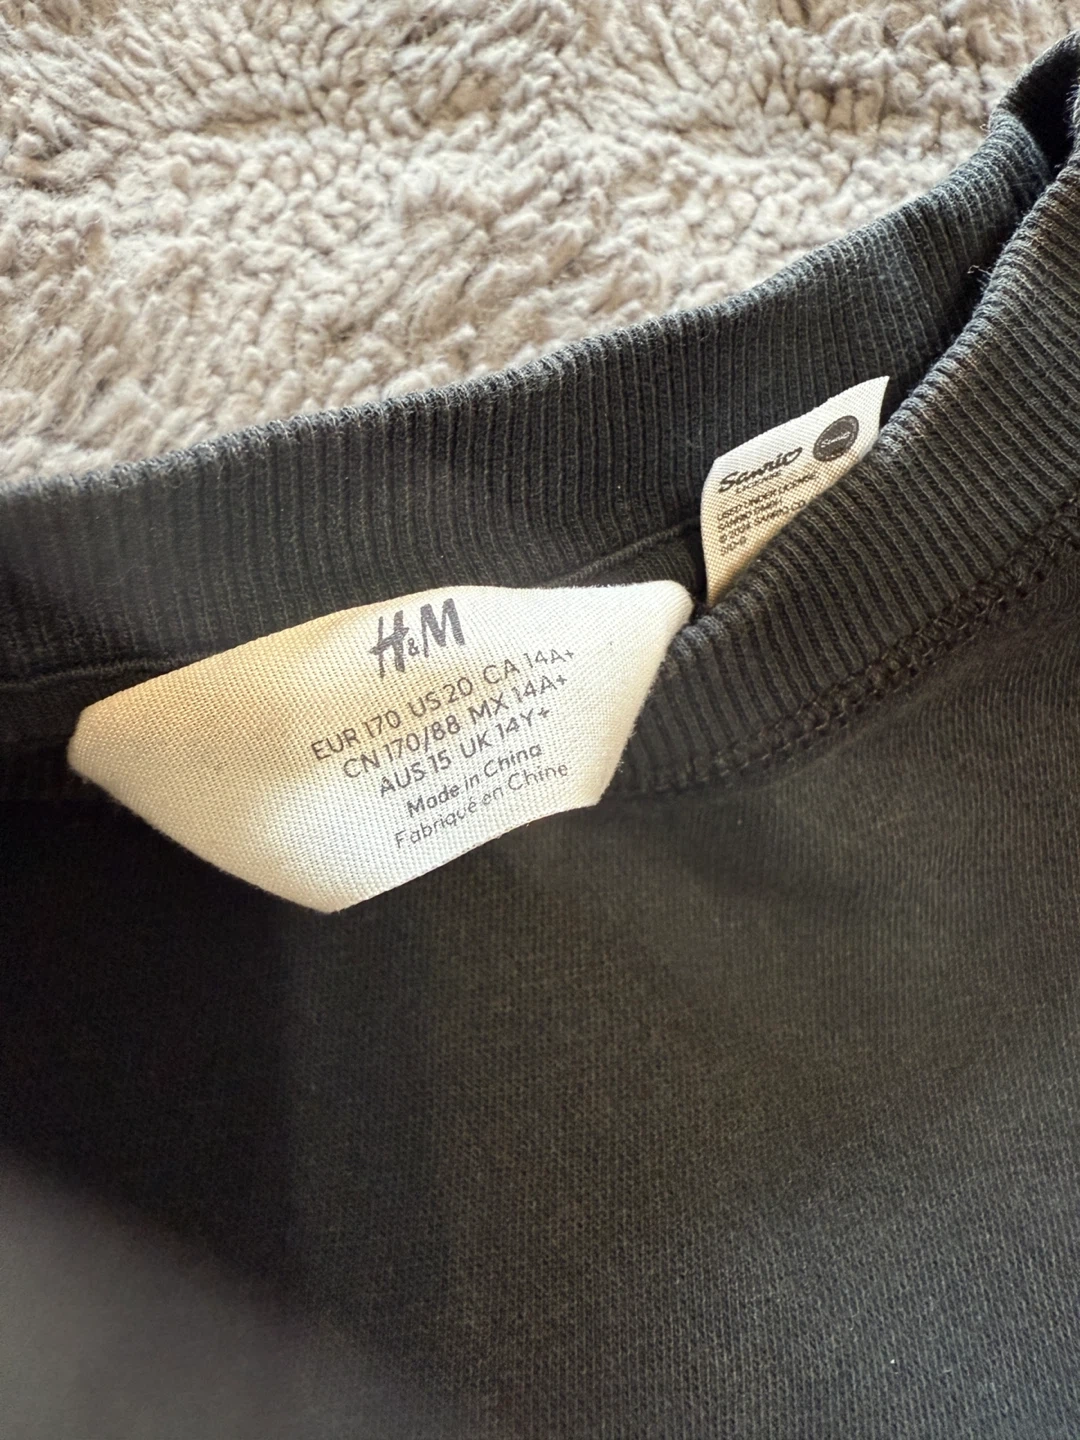 H&M
EUR 170 US 20 CA 14A+
CN 170/88 MX 14A+
AUS 15 UK 14Y+
Made in China
Fabriqué en Chine
Sanrio